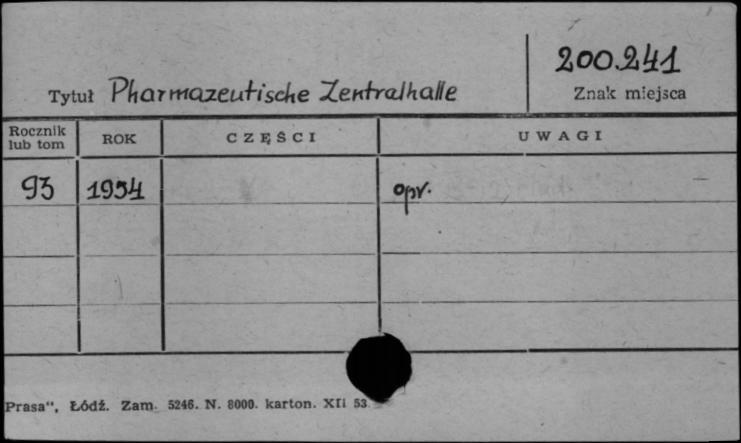 200.241
Tytuł Pharmazeutische Zentralhalle
Znak miejsca
Rocznik lub tom ROK CZĘŚCI UWAGI
93 1954 opr.
Prasa“, Łódź. Zam. 5246. N. 8000. karton. XII 53